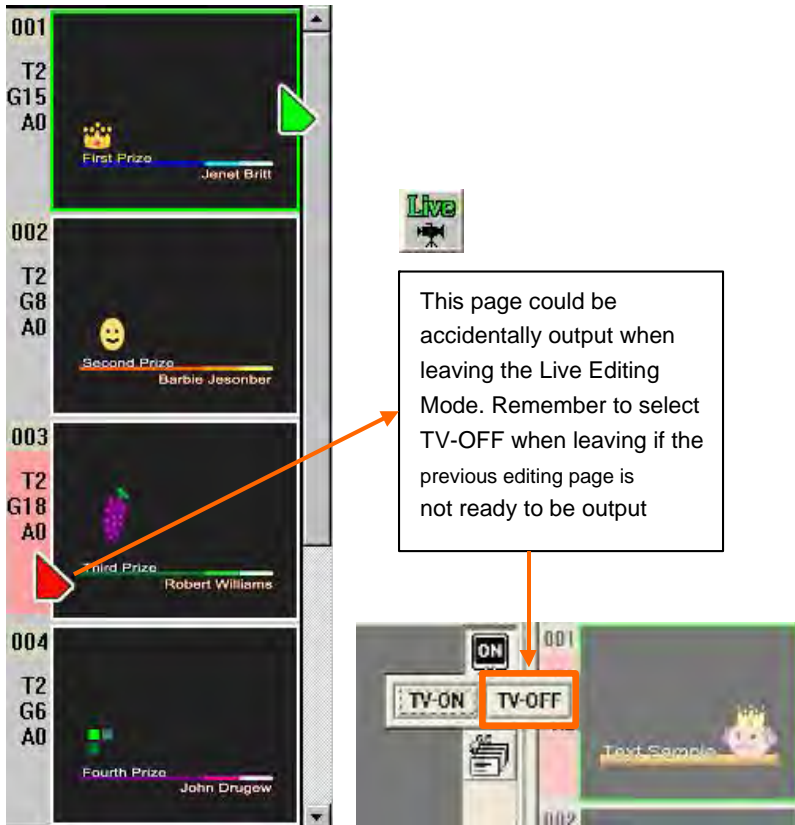 001
T2
G15
A0
First Prize
Jenet Britt
002
T2
G8
A0
Second Prize
Barbie Jesonber
003
T2
G18
A0
Third Prize
Robert Williams
004
T2
G6
A0
Fourth Prize
John Drugew
Live
This page could be
accidentally output when
leaving the Live Editing
Mode. Remember to select
TV-OFF when leaving if the
previous editing page is
not ready to be output
ON
001
TV-ON TV-OFF
Text Sample
002